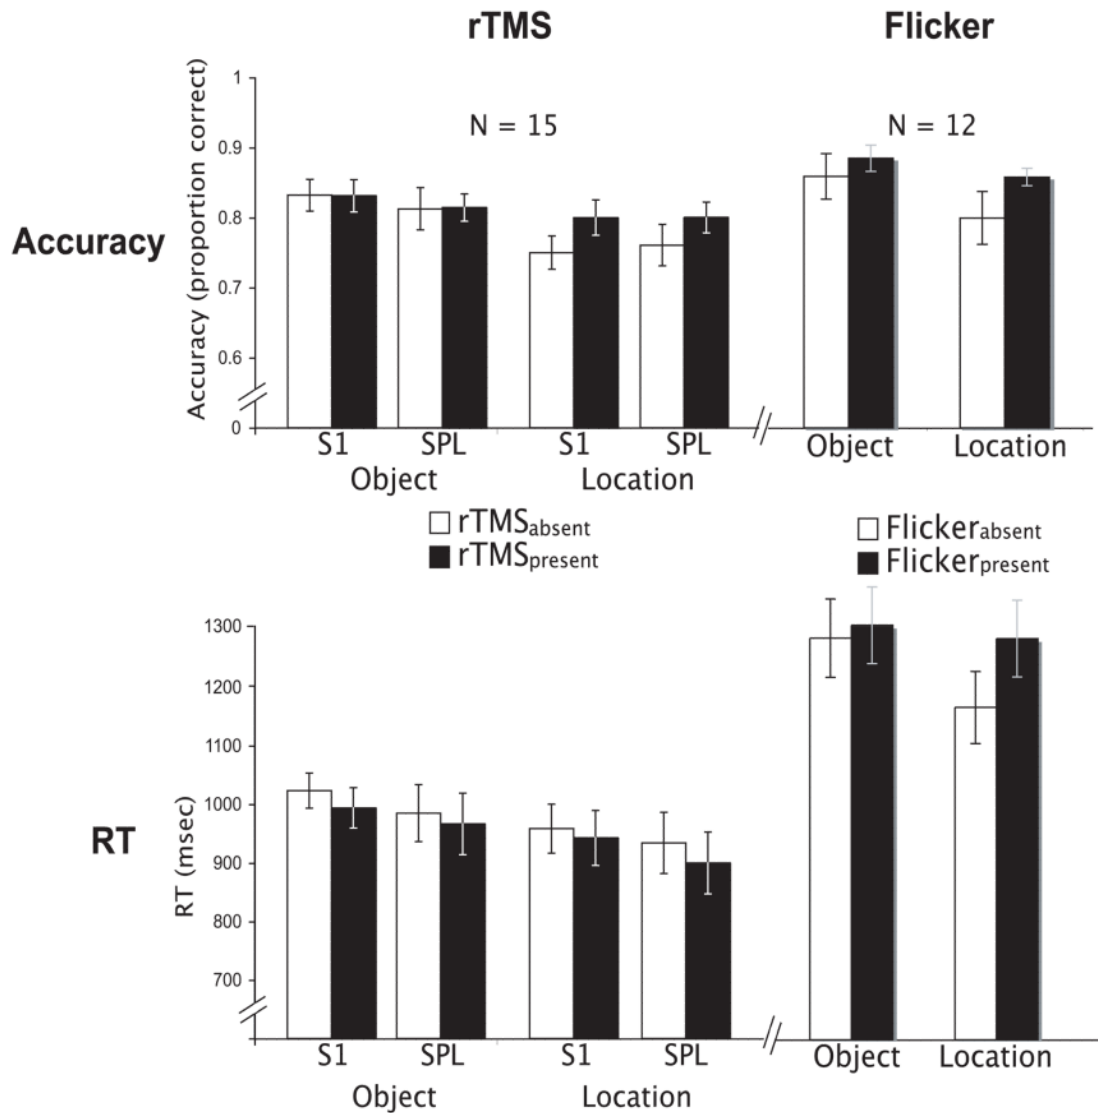 rTMS Flicker
Accuracy
Accuracy (proportion correct)
1
0.9
0.8
0.7
0.6
0
N = 15
N = 12
S1 SPL S1 SPL
Object Location
Object Location
rTMSabsent
rTMSpresent
Flickerabsent
Flickerpresent
RT
RT (msec)
1300
1200
1100
1000
900
800
700
S1 SPL S1 SPL
Object Location
Object Location